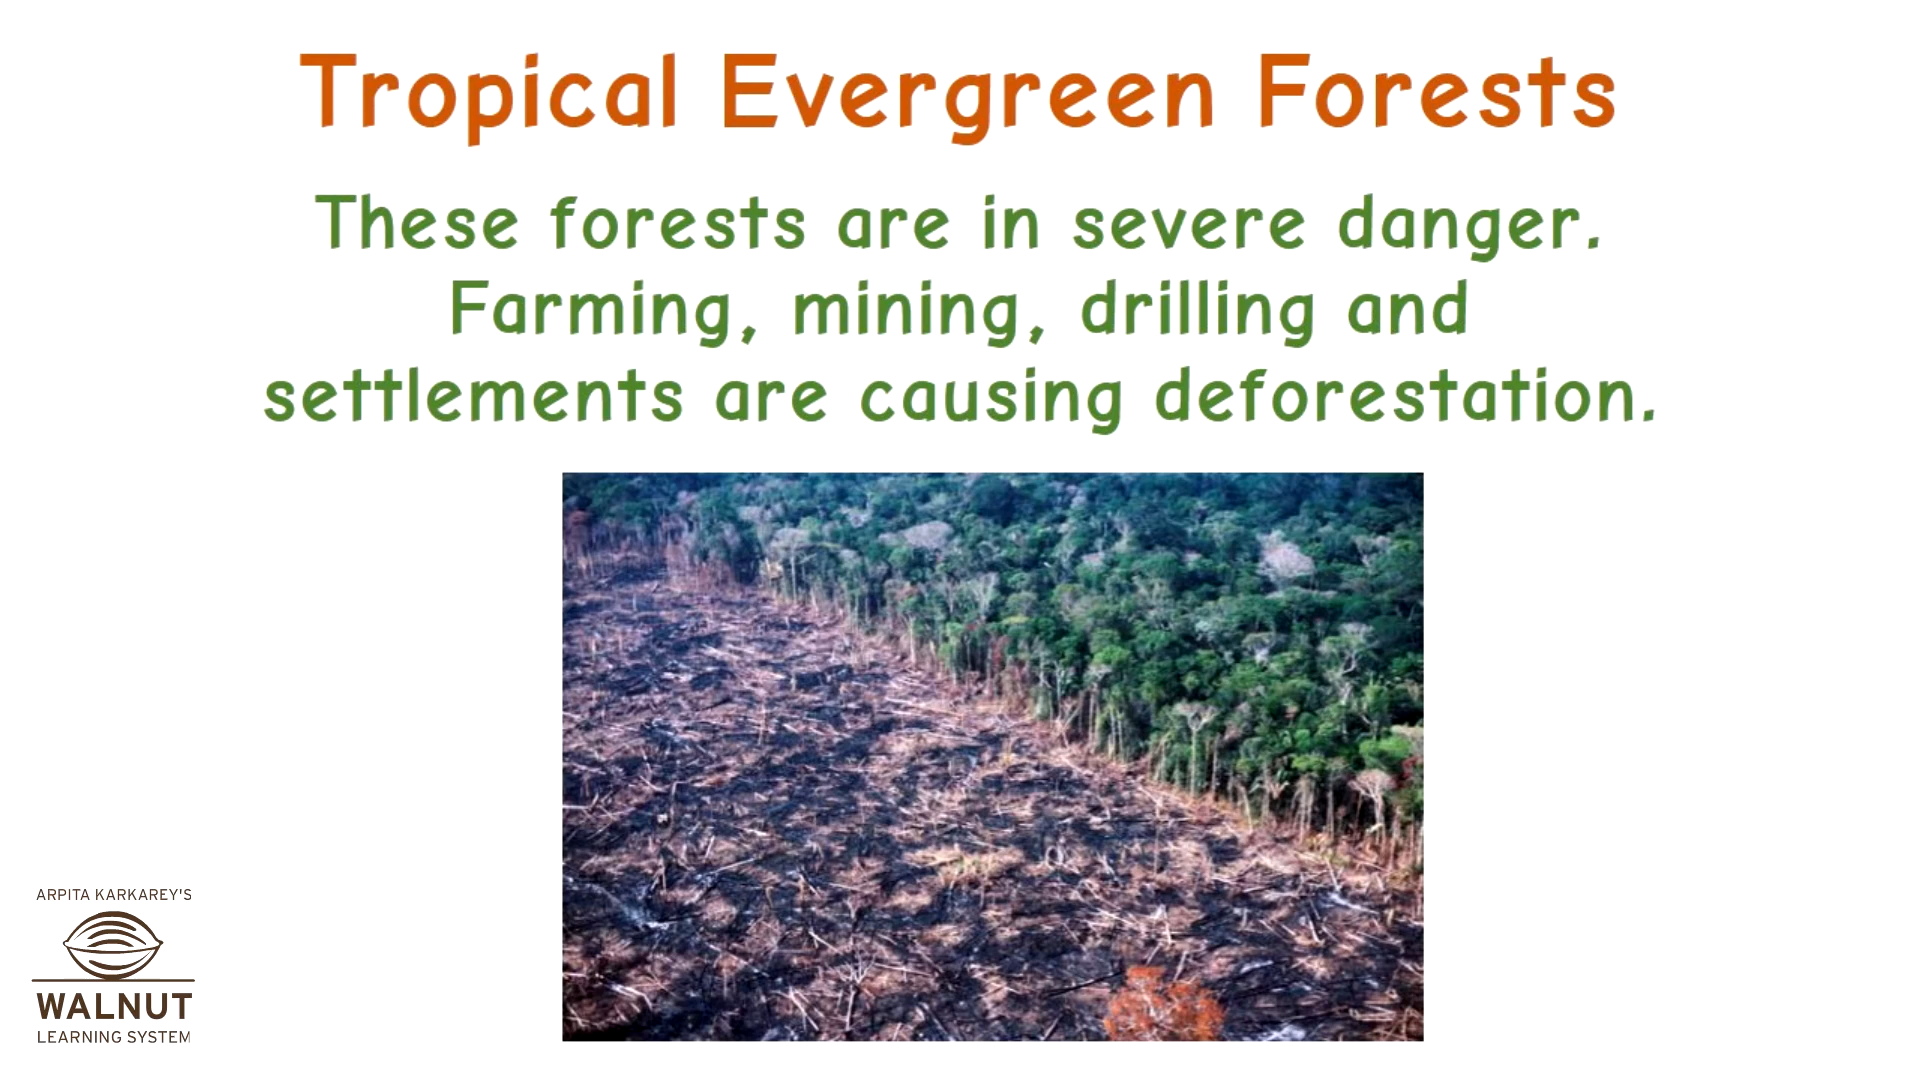 Tropical Evergreen Forests
These forests are in severe danger.
Farming, mining, drilling and
settlements are causing deforestation.
ARPITA KARKAREY'S
WALNUT
LEARNING SYSTEM